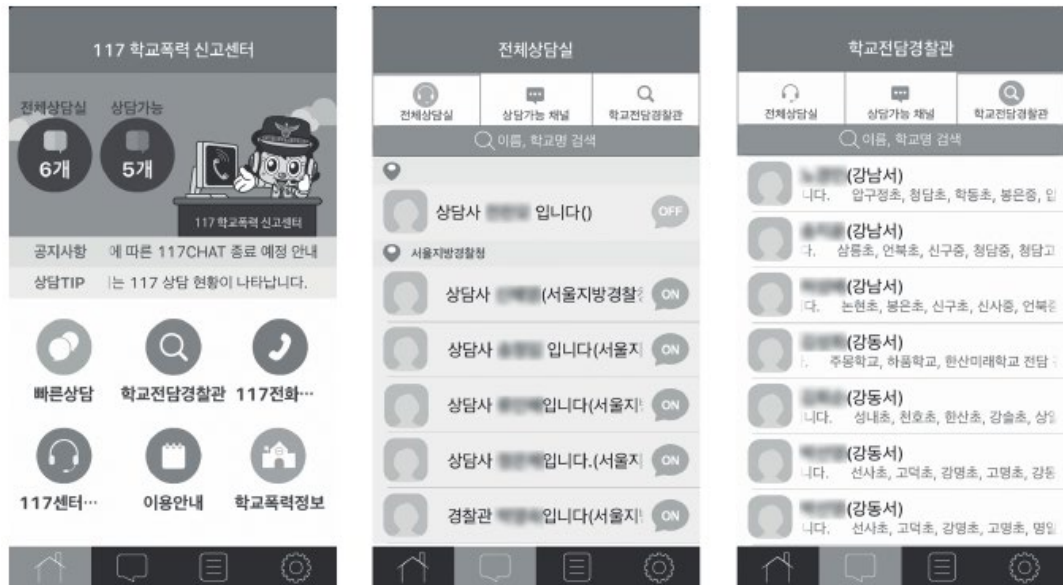 117 학교폭력 신고센터
전체상담실
상담가능
6개
5개
117 학교폭력 신고센터
공지사항 에 따른 117CHAT 종료 예정 안내
상담TIP 는 117 상담 현황이 나타납니다.
빠른상담
학교전담경찰관
117전화…
117센터…
이용안내
학교폭력정보
전체상담실
전체상담실
상담가능 채널
학교전담경찰관
이름, 학교명 검색
상담사 입니다()
OFF
서울지방경찰청
상담사 (서울지방경찰
ON
상담사 입니다(서울지
ON
상담사 입니다(서울지
ON
상담사 입니다.(서울지
ON
경찰관 입니다(서울지
ON
학교전담경찰관
전체상담실
상담가능 채널
학교전담경찰관
이름, 학교명 검색
(강남서)
니다. 압구정초, 청담초, 학동초, 봉은중,
(강남서)
다. 삼릉초, 언북초, 신구중, 청담중, 청담고
(강남서)
다. 논현초, 봉은초, 신구초, 신사중, 언북중
(강동서)
주몽학교, 하품학교, 한산미래학교 전담
(강동서)
니다. 성내초, 천호초, 한산초, 강솔초, 상일
(강동서)
니다. 선사초, 고덕초, 강명초, 고명초, 강동
(강동서)
니다. 선사초, 고덕초, 강명초, 고명초, 명일